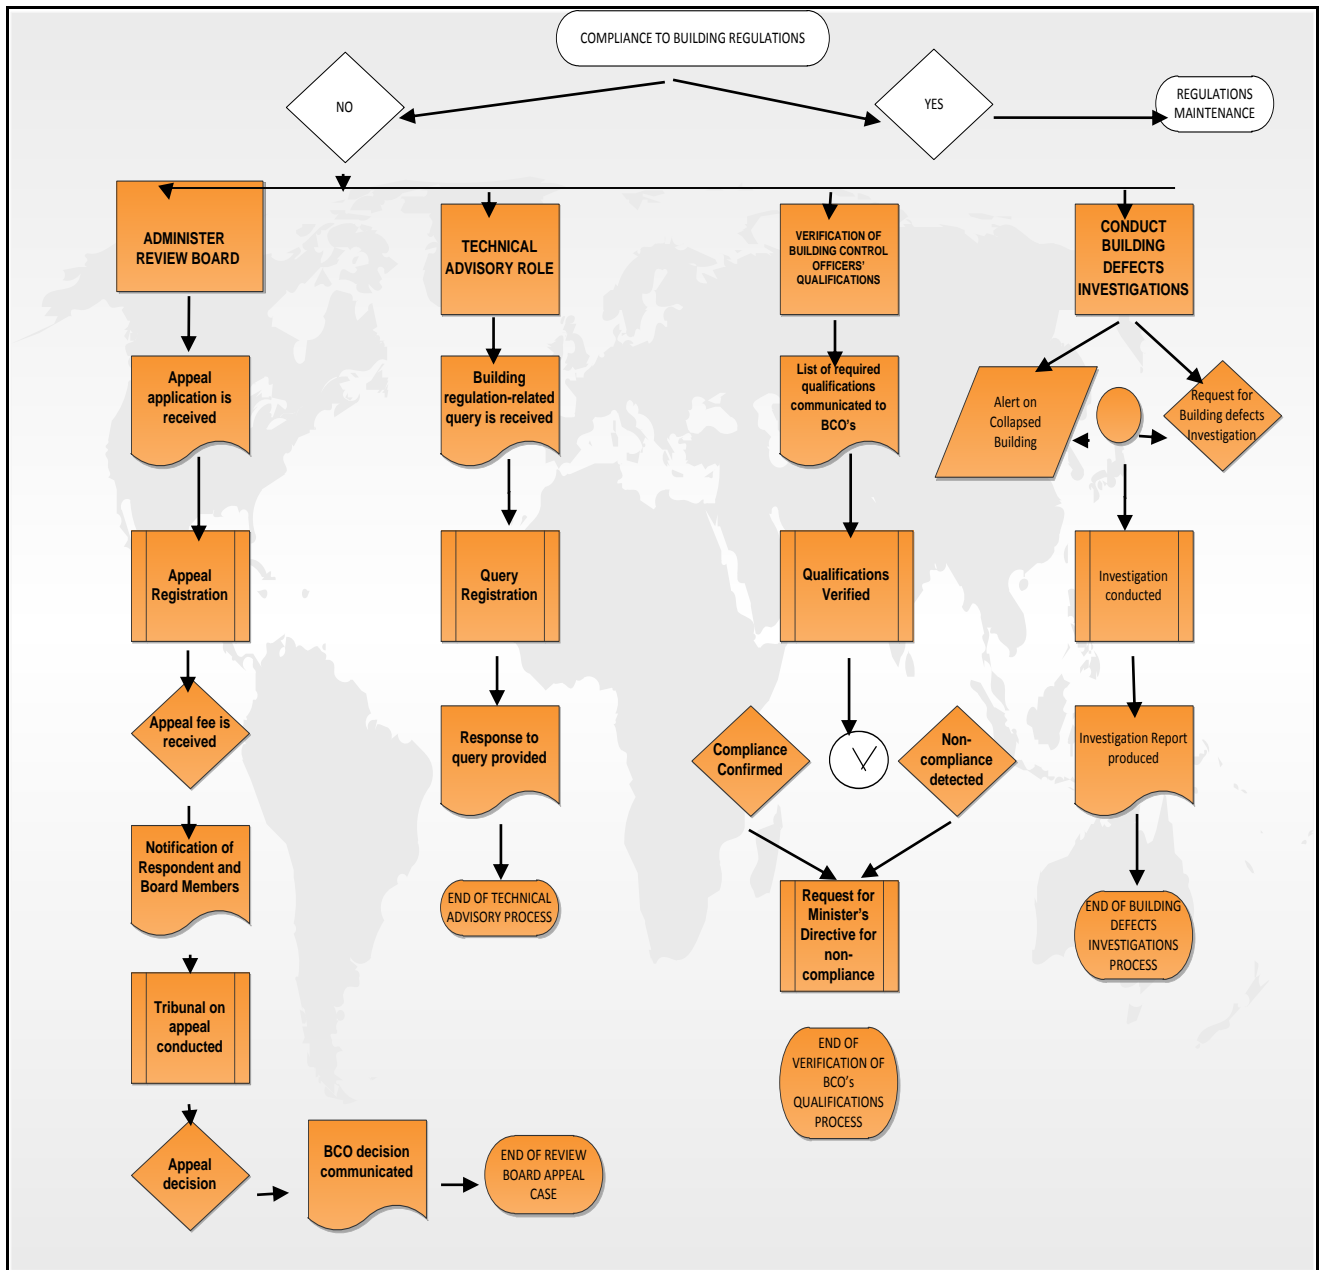 COMPLIANCE TO BUILDING REGULATIONS
NO
YES
REGULATIONS
MAINTENANCE
ADMINISTER
REVIEW BOARD
TECHNICAL
ADVISORY ROLE
VERIFICATION OF
BUILDING CONTROL
OFFICERS'
QUALIFICATIONS
CONDUCT
BUILDING
DEFECTS
INVESTIGATIONS
Appeal
application is
received
Building
regulation-related
query is received
List of required
qualifications
communicated to
BCO's
Alert on
Collapsed
Building
Request for
Building defects
Investigation
Appeal
Registration
Query
Registration
Qualifications
Verified
Investigation
conducted
Appeal fee is
received
Response to
query provided
Compliance
Confirmed
Non-
compliance
detected
Investigation Report
produced
Notification of
Respondent and
Board Members
END OF TECHNICAL
ADVISORY PROCESS
Request for
Minister's
Directive for
non-
compliance
END OF BUILDING
DEFECTS
INVESTIGATIONS
PROCESS
Tribunal on
appeal
conducted
END OF
VERIFICATION OF
BCO's
QUALIFICATIONS
PROCESS
Appeal
decision
BCO decision
communicated
END OF REVIEW
BOARD APPEAL
CASE